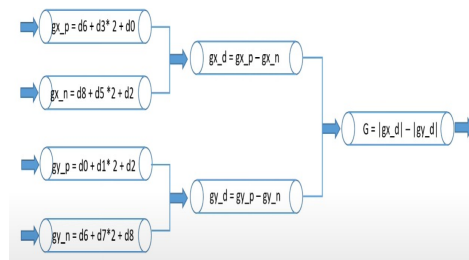 gx_p = d6 + d3* 2 + d0
gx_n = d8 + d5 *2 + d2
gy_p = d0 + d1* 2 + d2
gy_n = d6 + d7*2 + d8
gx_d = gx_p – gx_n
gy_d = gy_p – gy_n
G = |gx_d| – |gy_d|